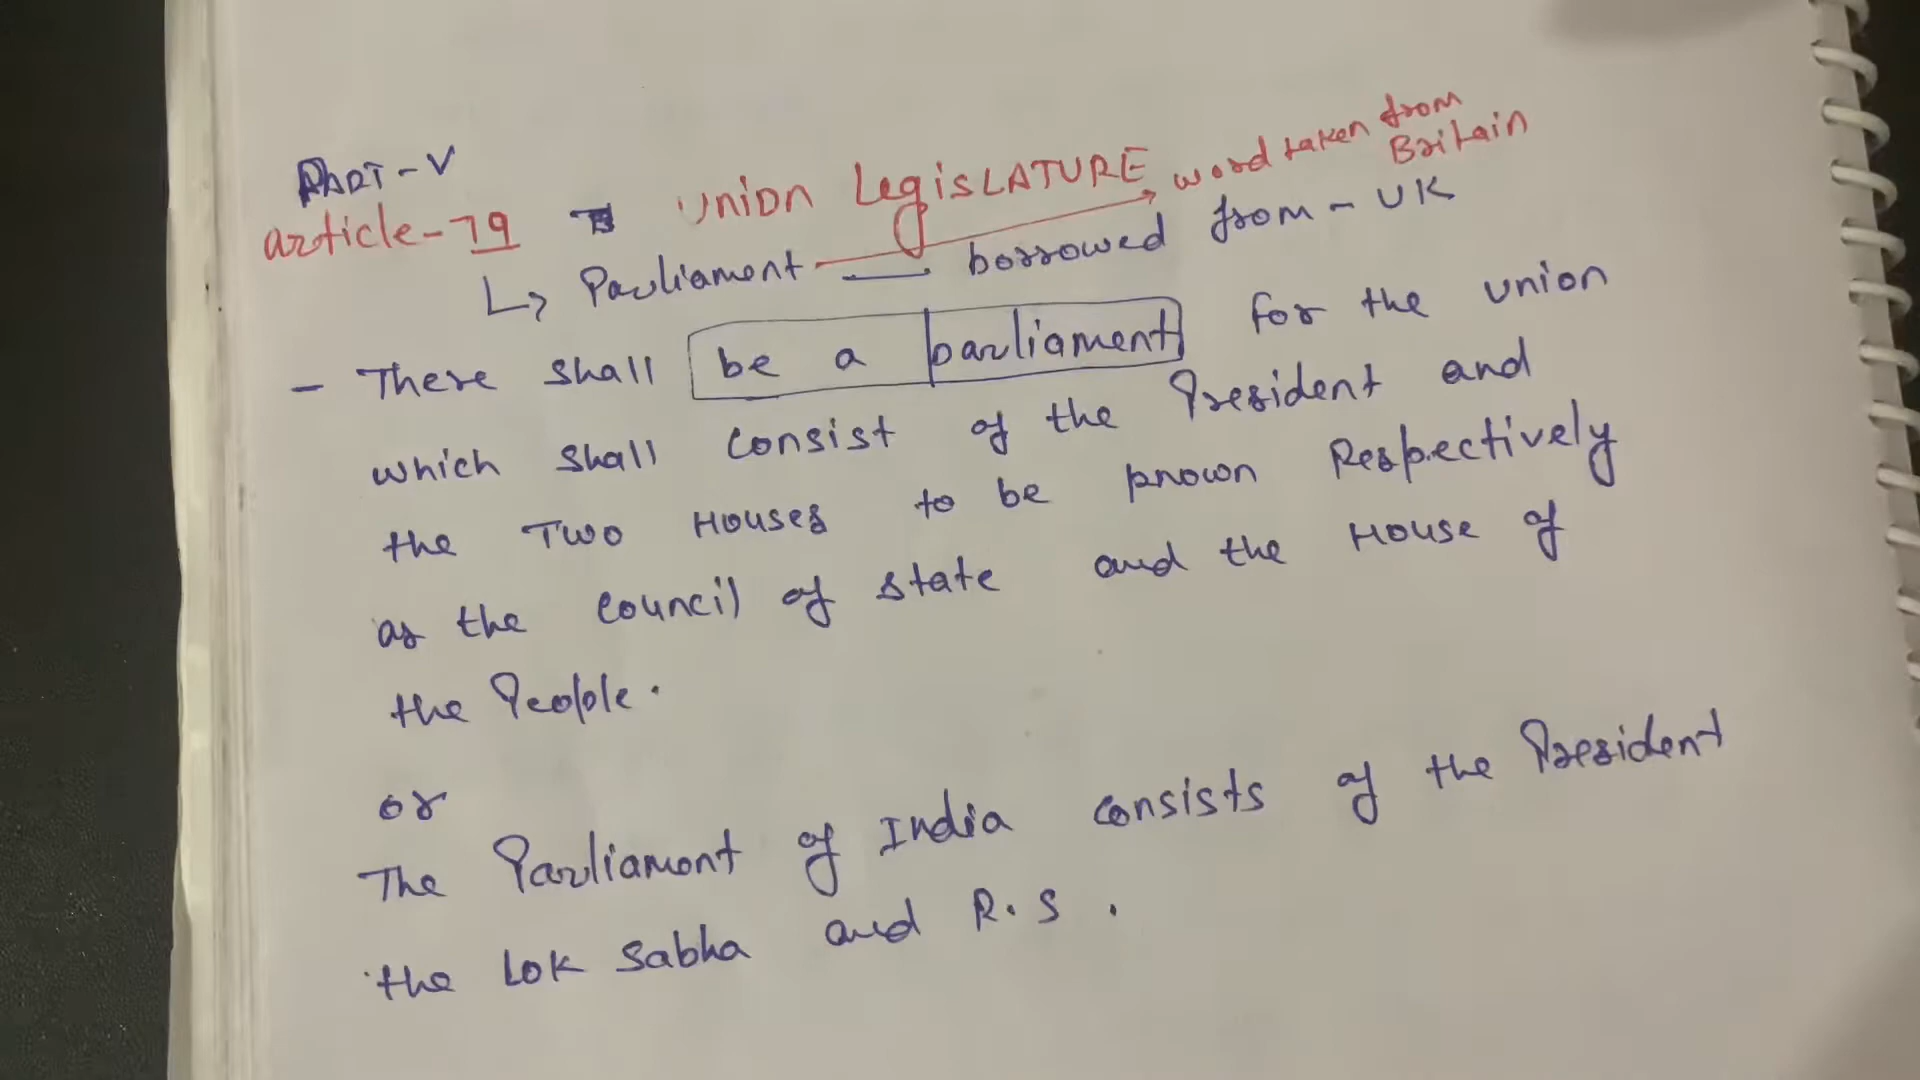 PART-V
article-79 UNION LegisLATURE word taken from Britain
↳ Parliament — borrowed from - UK
- There shall be a parliament for the union
which shall consist of the President and
the TWO Houses to be known Respectively
as the council of state and the House of
the People.
or
The Parliament of India consists of the President
the Lok Sabha and R.S.